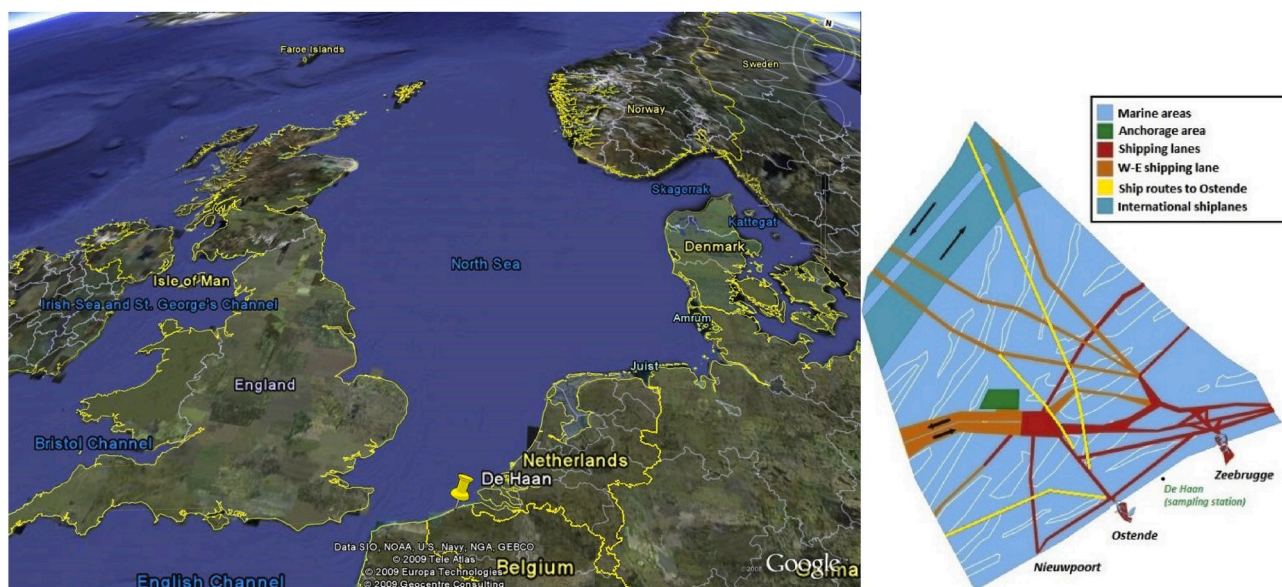 N
Faroe Islands
Sweden
Norway
Skagerrak
Kattegat
Denmark
North Sea
Isle of Man
Irish Sea and St. George's Channel
Amrum
Juist
England
Bristol Channel
Netherlands
De Haan
Data SIO, NOAA, U.S. Navy, NGA, GEBCO
© 2009 Tele Atlas
© 2009 Europa Technologies
© 2009 Geocentre Consulting
Belgium
Google
English Channel
Marine areas
Anchorage area
Shipping lanes
W-E shipping lane
Ship routes to Ostende
International shiplanes
Zeebrugge
De Haan
(sampling station)
Ostende
Nieuwpoort